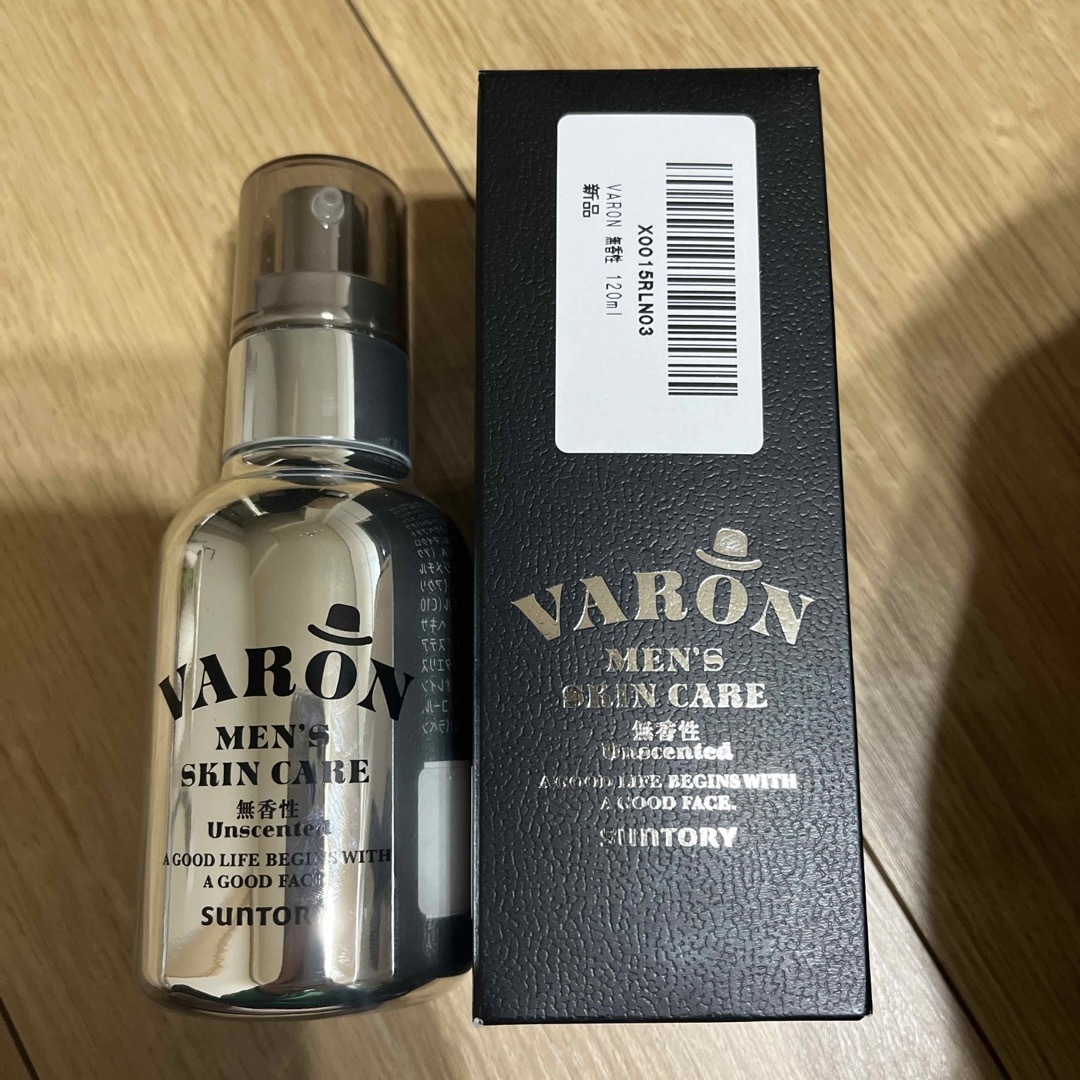 VARON
MEN'S
SKIN CARE
無香性
Unscented
A GOOD LIFE BEGINS WITH
A GOOD FACE.
SUNTORY
X0015RLN03
VARON 無香性 120ml
新品
VARON
MEN'S
SKIN CARE
無香性
Unscented
A GOOD LIFE BEGINS WITH
A GOOD FACE.
SUNTORY